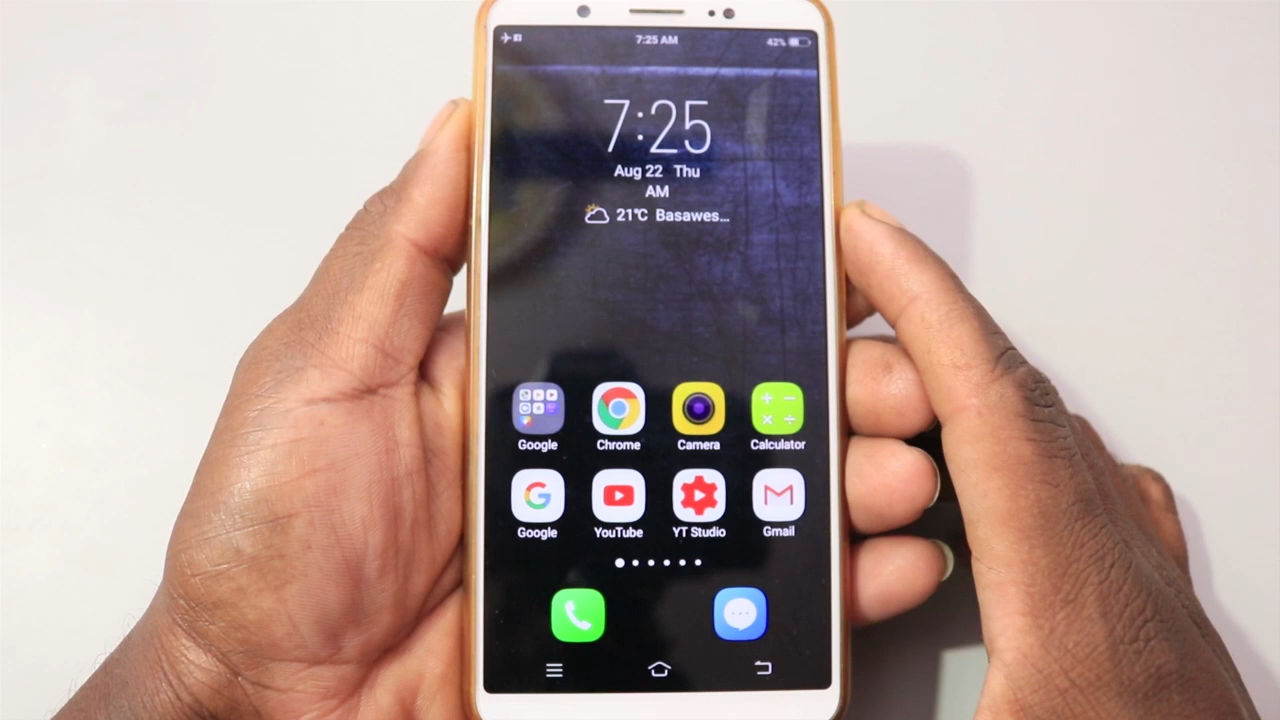 7:25 AM 42%
7:25
Aug 22 Thu
AM
21℃ Basawes...
Google Chrome Camera Calculator
Google YouTube YT Studio Gmail